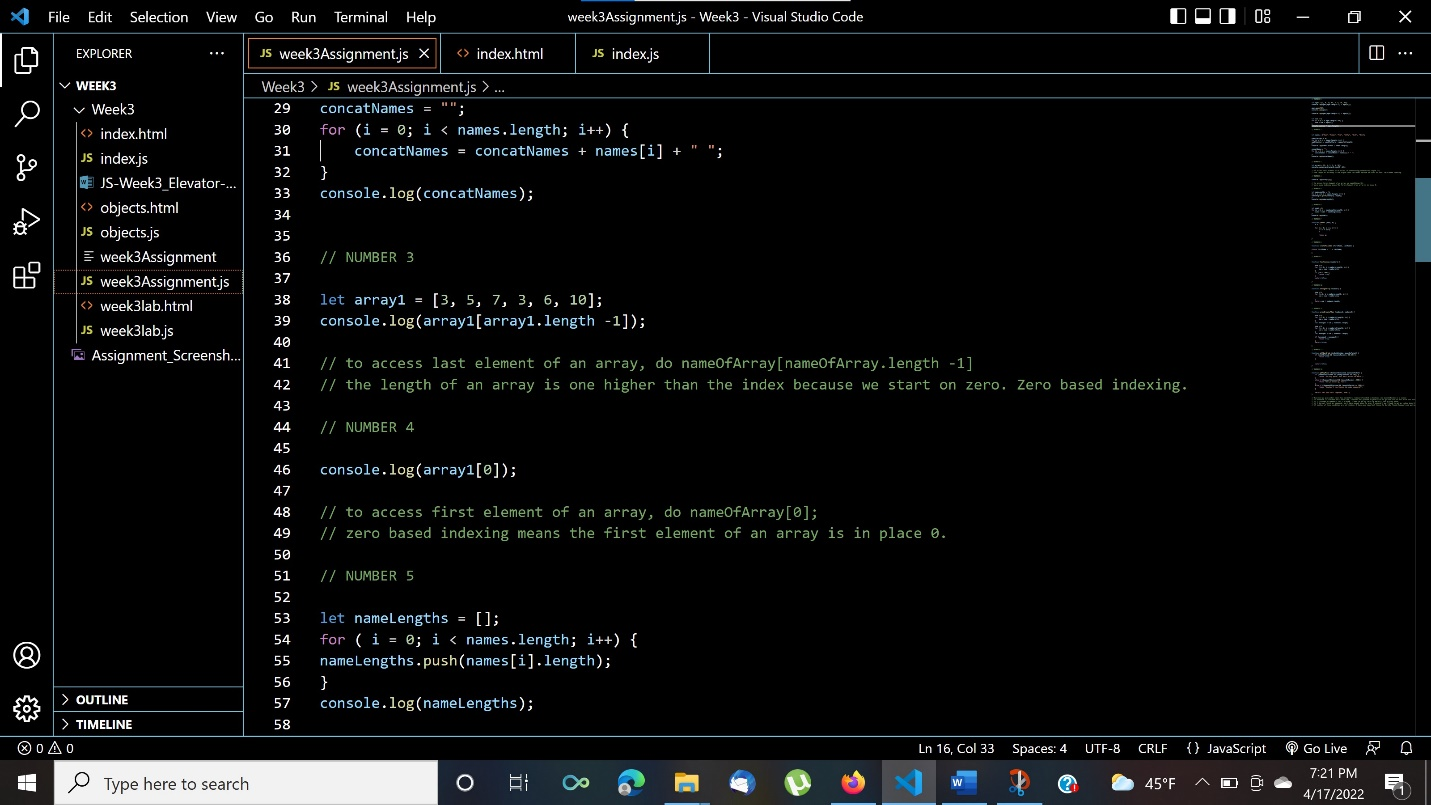 File Edit Selection View Go Run Terminal Help
week3Assignment.js - Week3 - Visual Studio Code
EXPLORER
WEEK3
Week3
index.html
JS index.js
JS-Week3_Elevator-...
objects.html
JS objects.js
week3Assignment
JS week3Assignment.js
week3lab.html
JS week3lab.js
Assignment_Screensh...
OUTLINE
TIMELINE
JS week3Assignment.js
index.html
JS index.js
Week3 > JS week3Assignment.js > ...
29 concatNames = "";
30 for (i = 0; i < names.length; i++) {
31 concatNames = concatNames + names[i] + " ";
32 }
33 console.log(concatNames);
34
35
36 // NUMBER 3
37
38 let array1 = [3, 5, 7, 3, 6, 10];
39 console.log(array1[array1.length -1]);
40
41 // to access last element of an array, do nameOfArray[nameOfArray.length -1]
42 // the length of an array is one higher than the index because we start on zero. Zero based indexing.
43
44 // NUMBER 4
45
46 console.log(array1[0]);
47
48 // to access first element of an array, do nameOfArray[0];
49 // zero based indexing means the first element of an array is in place 0.
50
51 // NUMBER 5
52
53 let nameLengths = [];
54 for ( i = 0; i < names.length; i++) {
55 nameLengths.push(names[i].length);
56 }
57 console.log(nameLengths);
58
0 0
Ln 16, Col 33 Spaces: 4 UTF-8 CRLF {} JavaScript Go Live
Type here to search
45°F
7:21 PM
4/17/2022
1